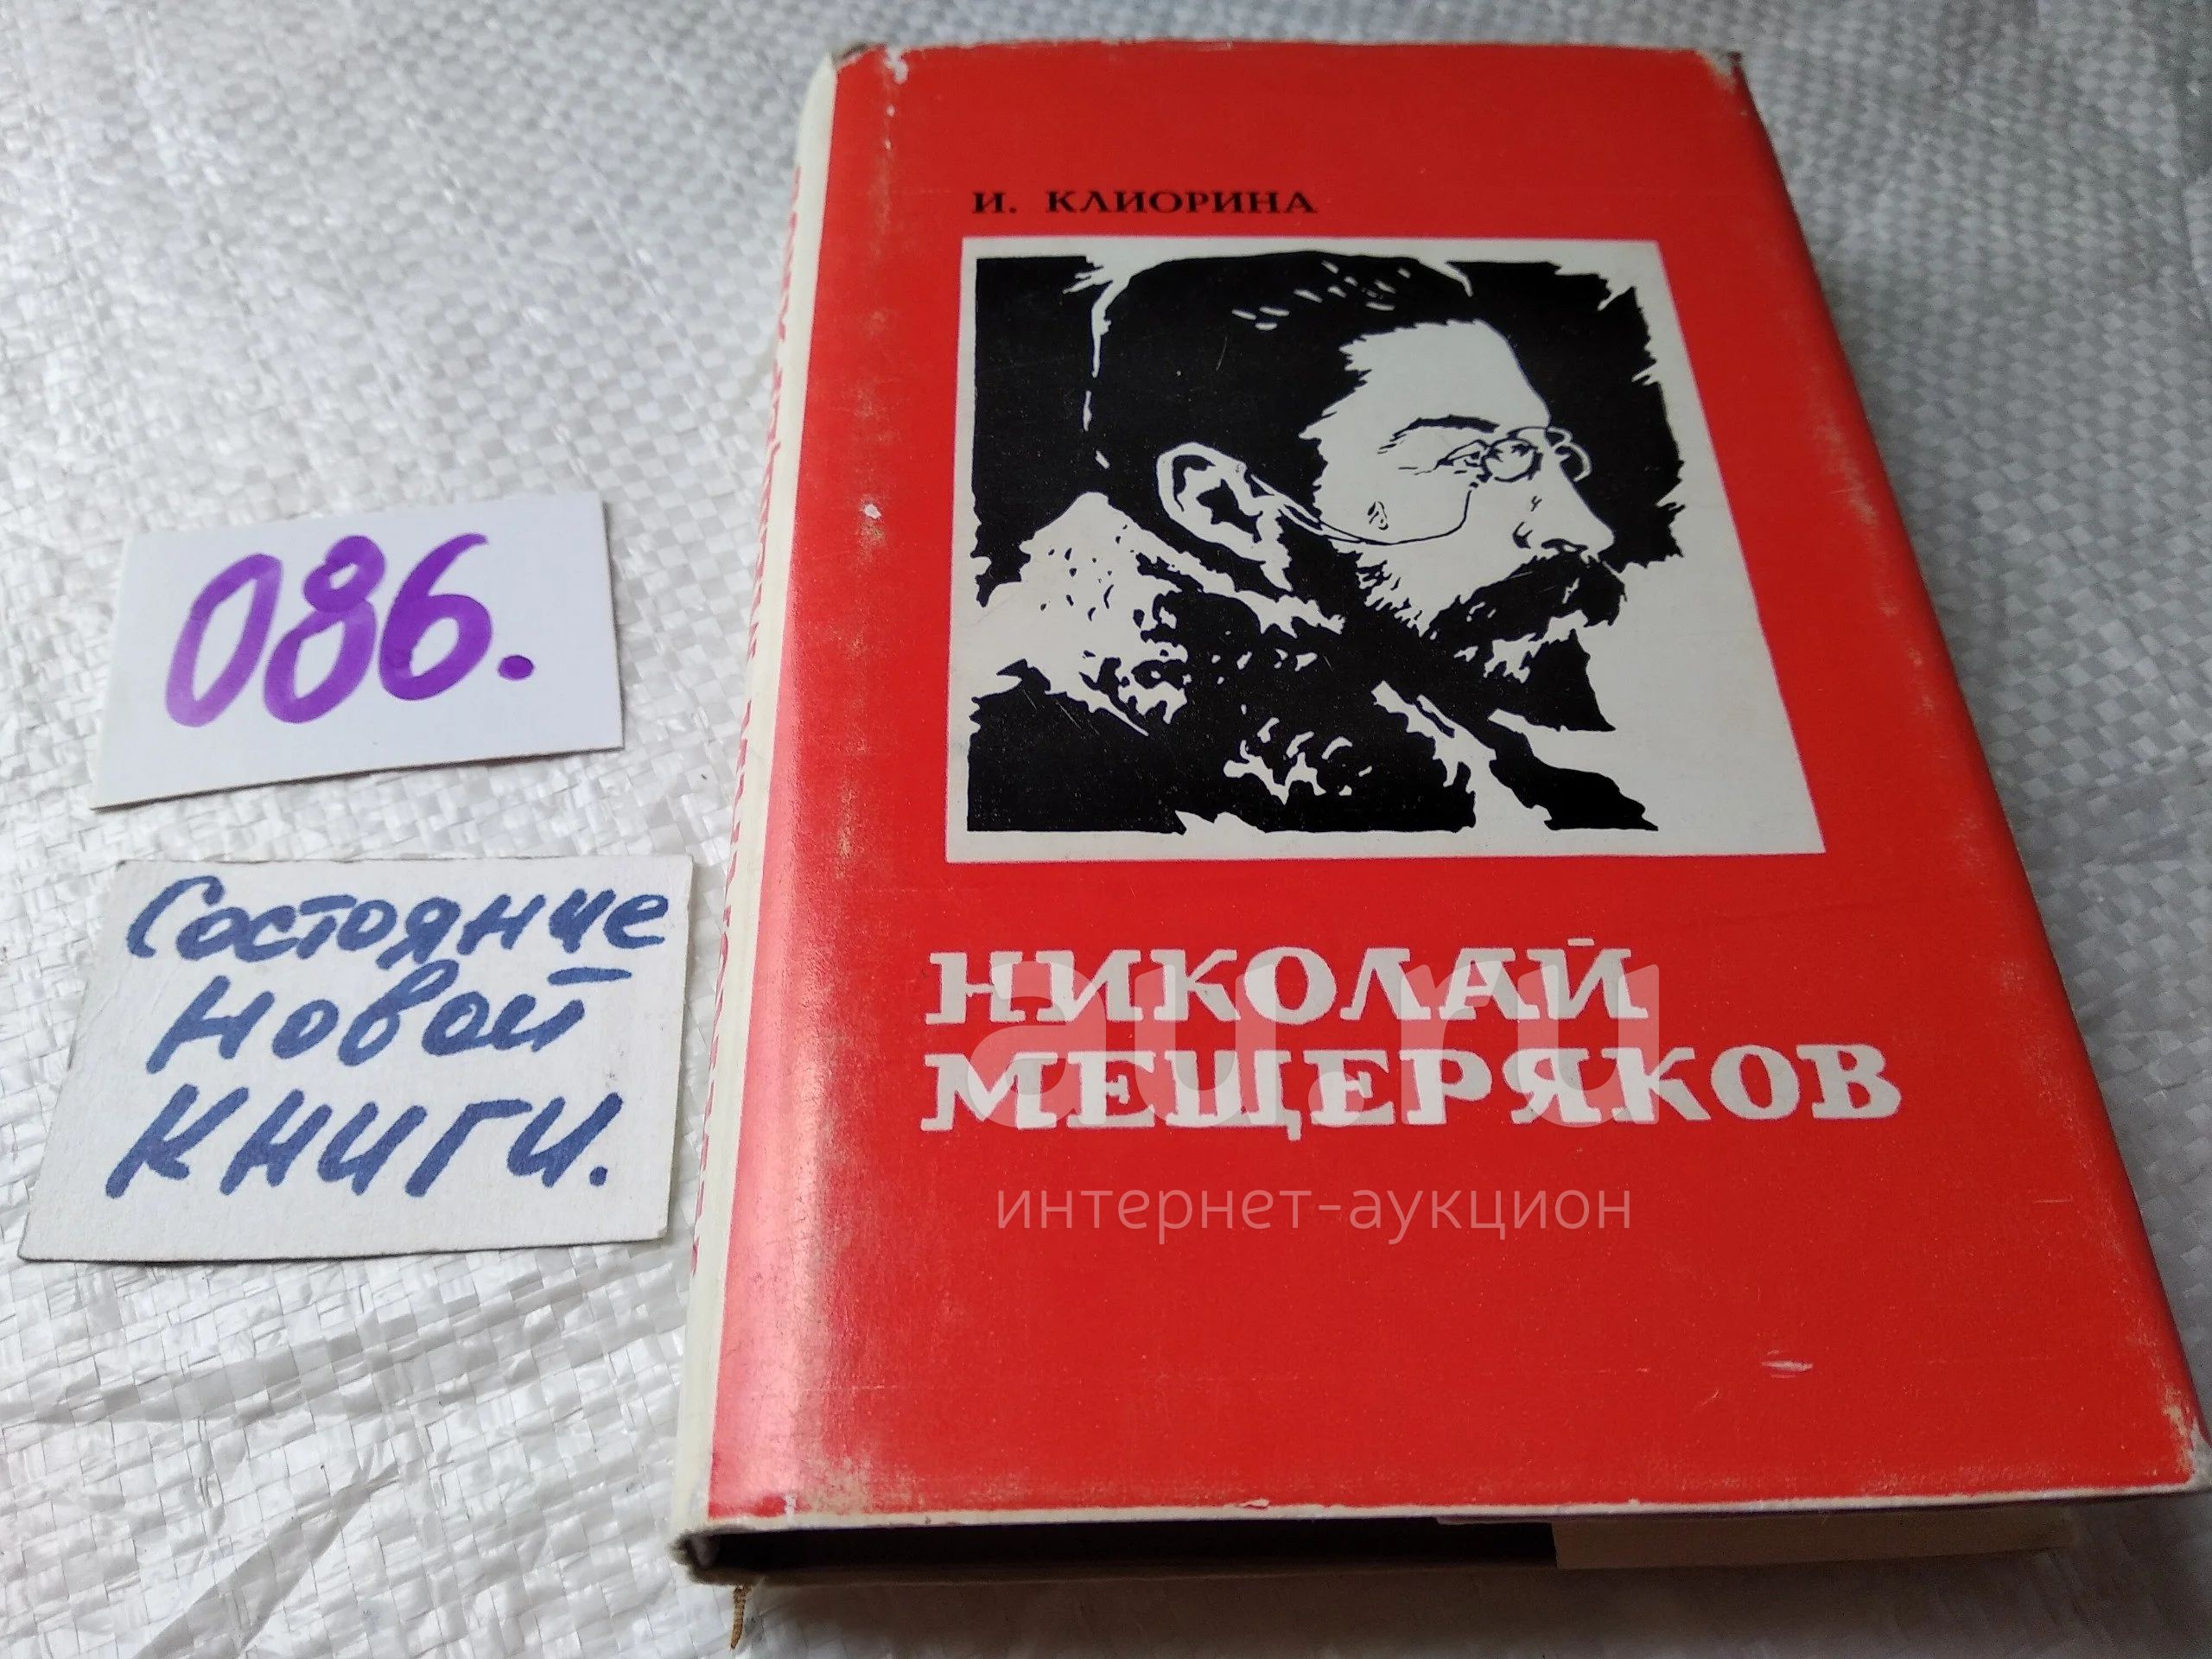 086.
Состояние
новой
книги.
И. КЛИОРИНА
НИКОЛАЙ
МЕЩЕРЯКОВ
au.ru
интернет-аукцион